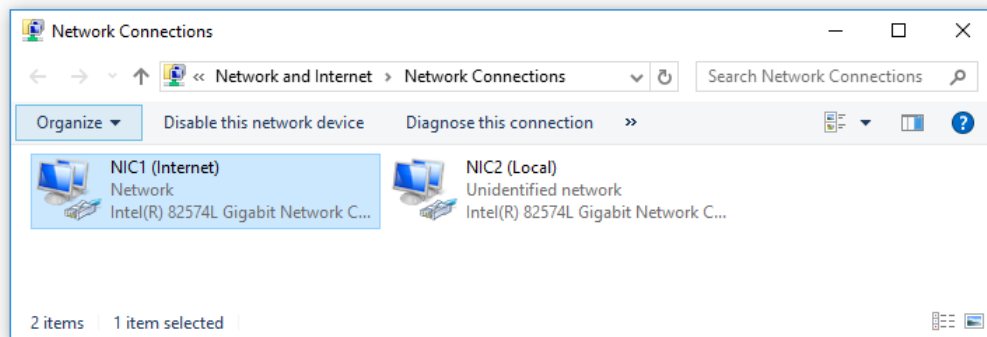 Network Connections
« Network and Internet > Network Connections
Search Network Connections
Organize
Disable this network device
Diagnose this connection
»
NIC1 (Internet)
Network
Intel(R) 82574L Gigabit Network C...
NIC2 (Local)
Unidentified network
Intel(R) 82574L Gigabit Network C...
2 items
1 item selected